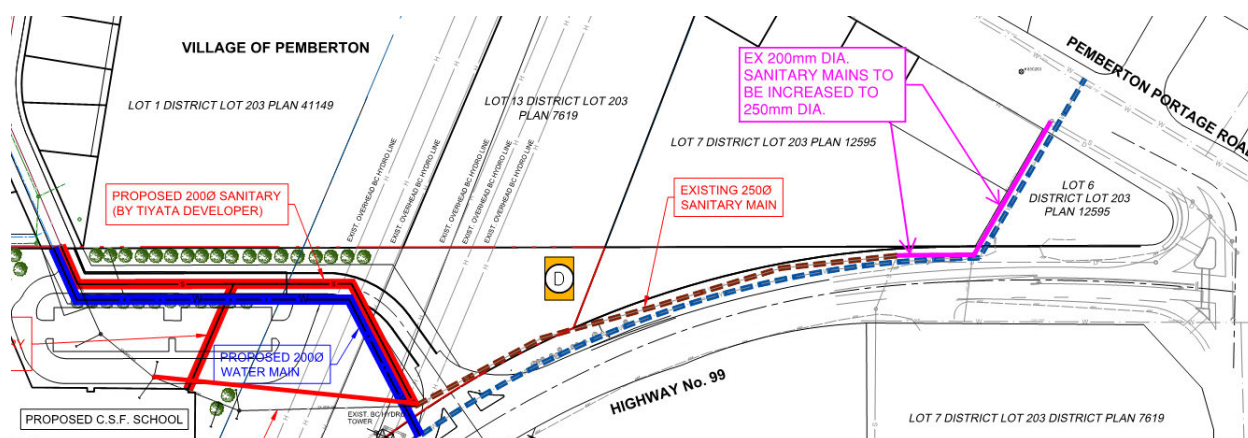 VILLAGE OF PEMBERTON
LOT 1 DISTRICT LOT 203 PLAN 41149
LOT 13 DISTRICT LOT 203
PLAN 7619
EX 200mm DIA.
SANITARY MAINS TO
BE INCREASED TO
250mm DIA.
PEMBERTON PORTAGE ROAD
LOT 7 DISTRICT LOT 203 PLAN 12595
EXIST. OVERHEAD BC HYDRO LINE
EXIST. OVERHEAD BC HYDRO LINE
EXIST. OVERHEAD BC HYDRO LINE
EXIST. OVERHEAD BC HYDRO LINE
PROPOSED 200Ø SANITARY
(BY TIYATA DEVELOPER)
EXISTING 250Ø
SANITARY MAIN
LOT 6
DISTRICT LOT 203
PLAN 12595
D
PROPOSED 200Ø
WATER MAIN
HIGHWAY No. 99
PROPOSED C.S.F. SCHOOL
EXIST. BC HYDRO
TOWER
LOT 7 DISTRICT LOT 203 DISTRICT PLAN 7619